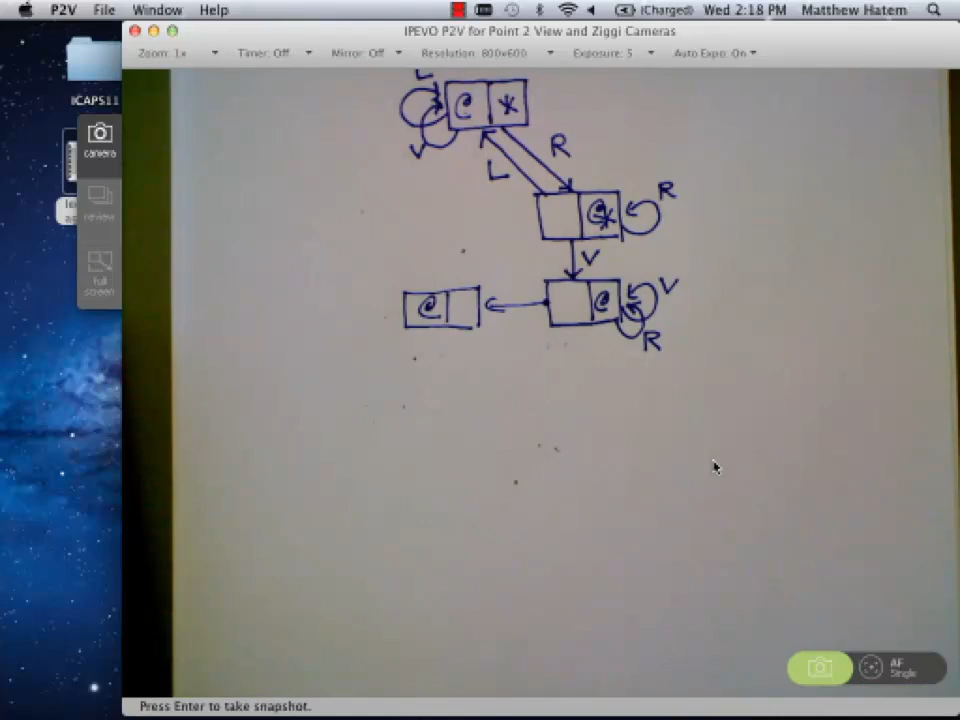 P2V File Window Help (Charged) Wed 2:18 PM Matthew Hatem
IPEVO P2V for Point 2 View and Ziggi Cameras
Zoom: 1x Timer: Off Mirror: Off Resolution: 800x600 Exposure: 5 Auto Expo: On
ICAPS11
camera
review
full
screen
L
@ *
V
R
L
@*
R
V
@
@
V
R
AF
Single
Press Enter to take snapshot.